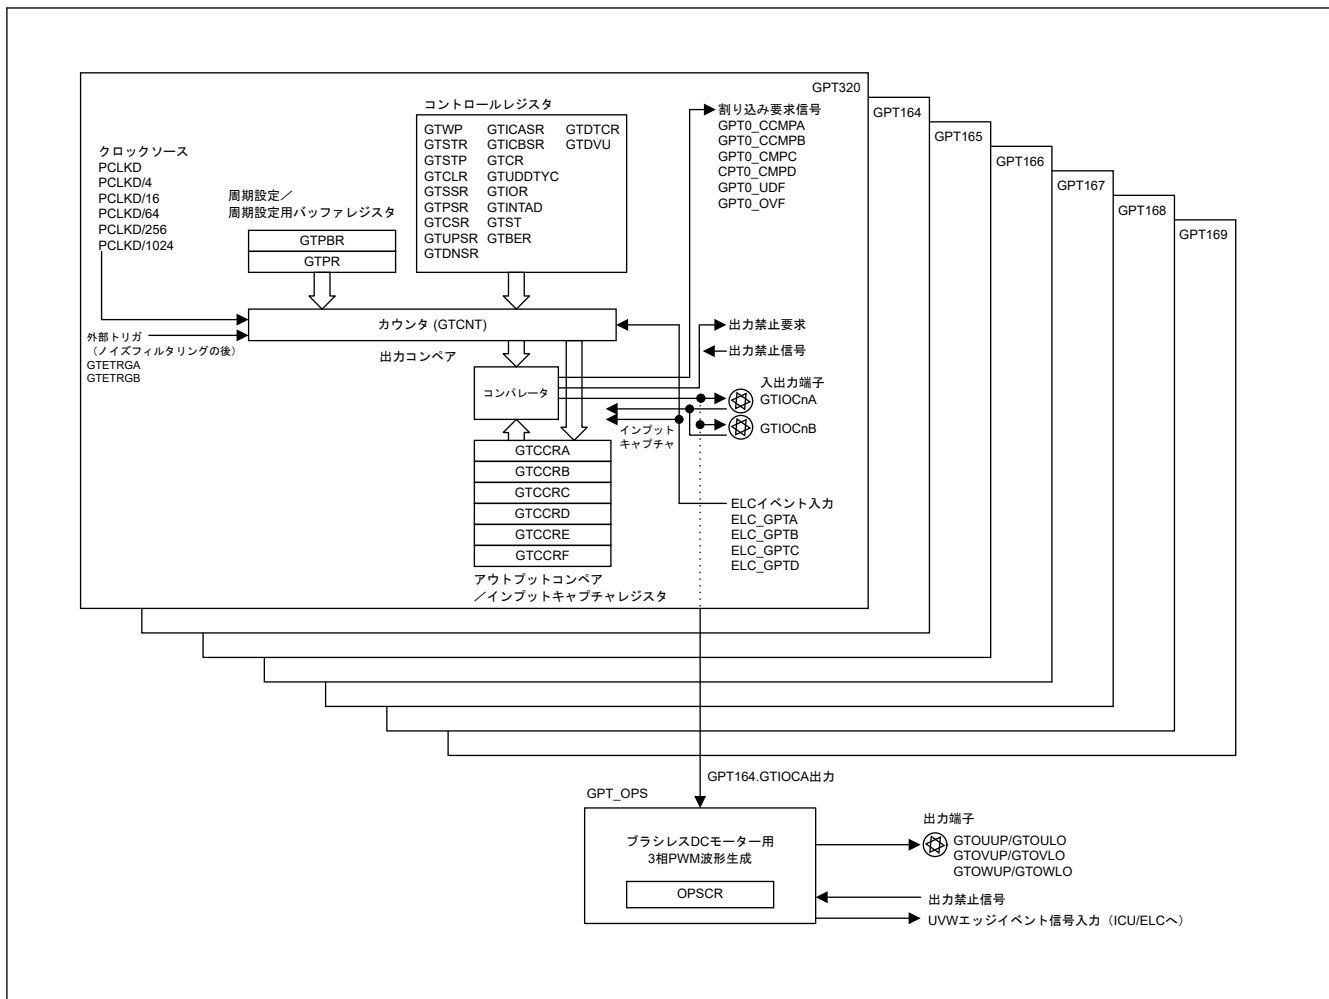 GPT320
GPT164
GPT165
GPT166
GPT167
GPT168
GPT169
クロックソース
PCLKD
PCLKD/4
PCLKD/16
PCLKD/64
PCLKD/256
PCLKD/1024
周期設定／
周期設定用バッファレジスタ
GTPBR
GTPR
コントロールレジスタ
GTWP GTICASR GTDTCR
GTSTR GTICBSR GTDVU
GTSTP GTCR
GTCLR GTUDDTYC
GTSSR GTIOR
GTPSR GTINTAD
GTCSR GTST
GTUPSR GTBER
GTDNSR
割り込み要求信号
GPT0_CCMPA
GPT0_CCMPB
GPT0_CMPC
CPT0_CMPD
GPT0_UDF
GPT0_OVF
カウンタ (GTCNT)
外部トリガ
（ノイズフィルタリングの後）
GTETRGA
GTETRGB
出力コンペア
コンパレータ
出力禁止要求
出力禁止信号
入出力端子
GTIOCnA
GTIOCnB
インプット
キャプチャ
GTCCRA
GTCCRB
GTCCRC
GTCCRD
GTCCRE
GTCCRF
アウトプットコンペア
／インプットキャプチャレジスタ
ELCイベント入力
ELC_GPTA
ELC_GPTB
ELC_GPTC
ELC_GPTD
GPT164.GTIOCA出力
GPT_OPS
ブラシレスDCモーター用
3相PWM波形生成
OPSCR
出力端子
GTOUUP/GTOULO
GTOVUP/GTOVLO
GTOWUP/GTOWLO
出力禁止信号
UVWエッジイベント信号入力（ICU/ELCへ）